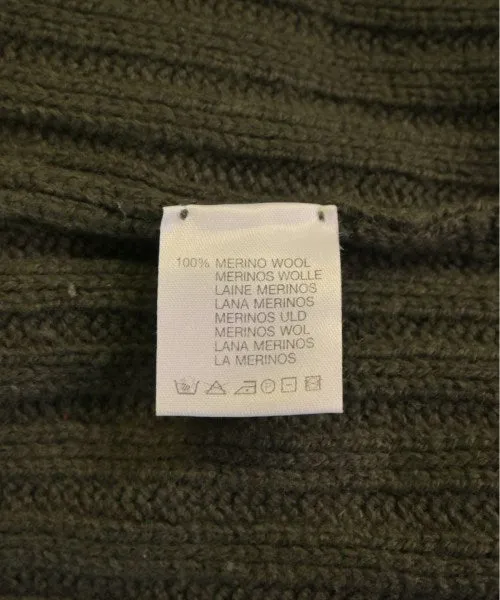 100% MERINO WOOL
MERINOS WOLLE
LAINE MERINOS
LANA MERINOS
MERINOS ULD
MERINOS WOL
LANA MERINOS
LA MERINOS